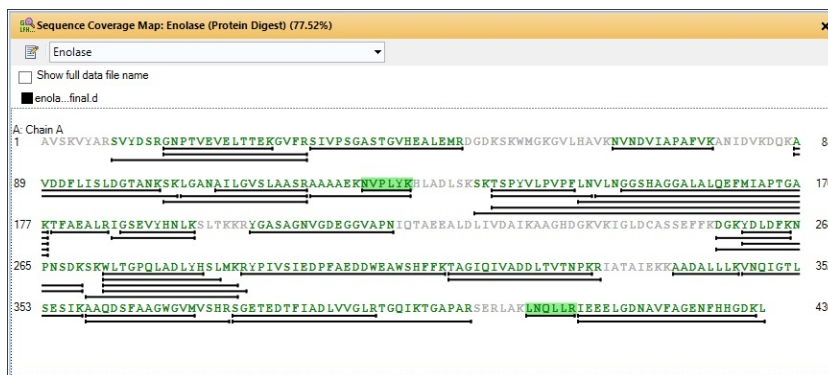 Sequence Coverage Map: Enolase (Protein Digest) (77.52%)
Enolase
Show full data file name
enola...final.d
A: Chain A
1 AVSKVYARSVYDSRGNPTVEVELTTEKGVFRSIVPSGASTGVHEALEMRDGDKSKWMGKGVLHAVKNVNDVIAPAFVKANIDVKDQKA
89 VDDFLISLDGTANKSKLGANAILGVSLAASRAAAAEKNVPLYKHLADLSKSKTSPYVLPVPFLNVLNGGSHAGGALALQEFMIAPTGA
177 KTFAEALRIGSEVYHNLKSLTKKRYGASAGNVGDEGGVAPNIQTAEEALDLIVDAIKAAGHDGKVKIGLDCASSEFFKDGKYDLDFKN
265 PNSDKSKWLTGPQLADLYHSLMKRYPIVSIEDPFAEDDWEAWSHFFKTAGIQIVADDLTVTNPKRIATAIEKKAADALLLKVNQIGTL
353 SESIKAAQDSFAAGWGVMVSHRSGETEDTFIADLVVGLRTGQIKTGAPARSERLAKLNQLLRIEEELGDNAVFAGENFHHGDKL